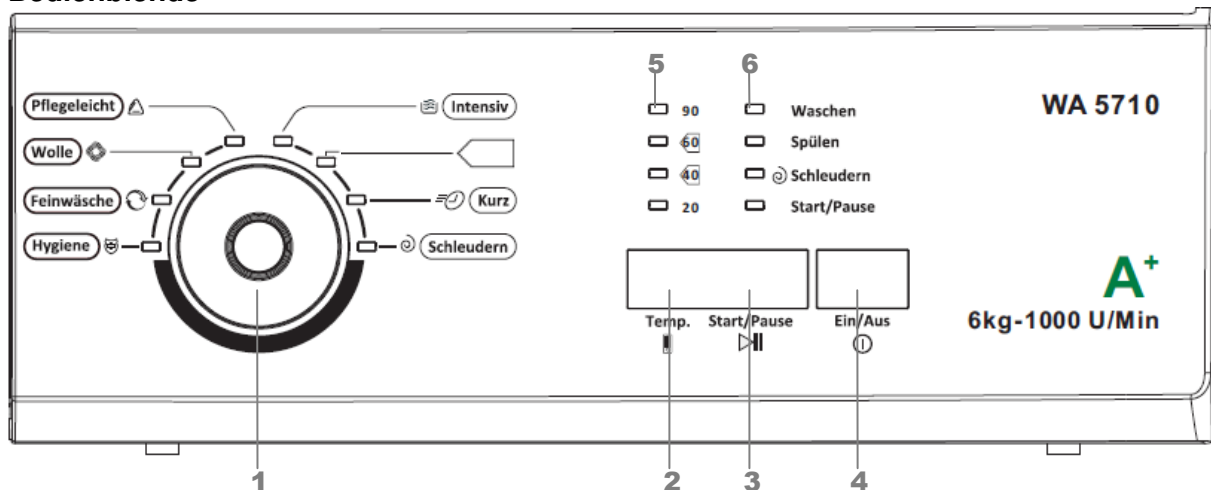 Bedienblende
5 6
Pflegeleicht Intensiv 90 Waschen WA 5710
Wolle 60 Spülen
Feinwäsche Kurz 40 Schleudern
Hygiene Schleudern 20 Start/Pause
A+
Temp. Start/Pause Ein/Aus 6kg-1000 U/Min
1 2 3 4